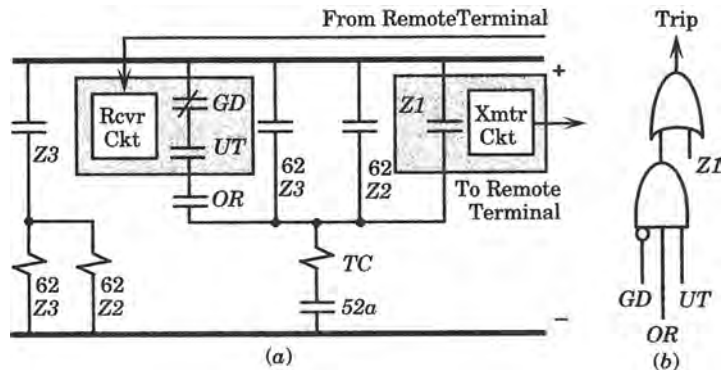 From RemoteTerminal
Trip
+
Rcvr
Ckt
GD
Z1
Xmtr
Ckt
Z3
UT
62
Z3
62
Z2
OR
To Remote
Terminal
Z1
62
Z3
62
Z2
TC
52a
GD
UT
OR
−
(a)
(b)